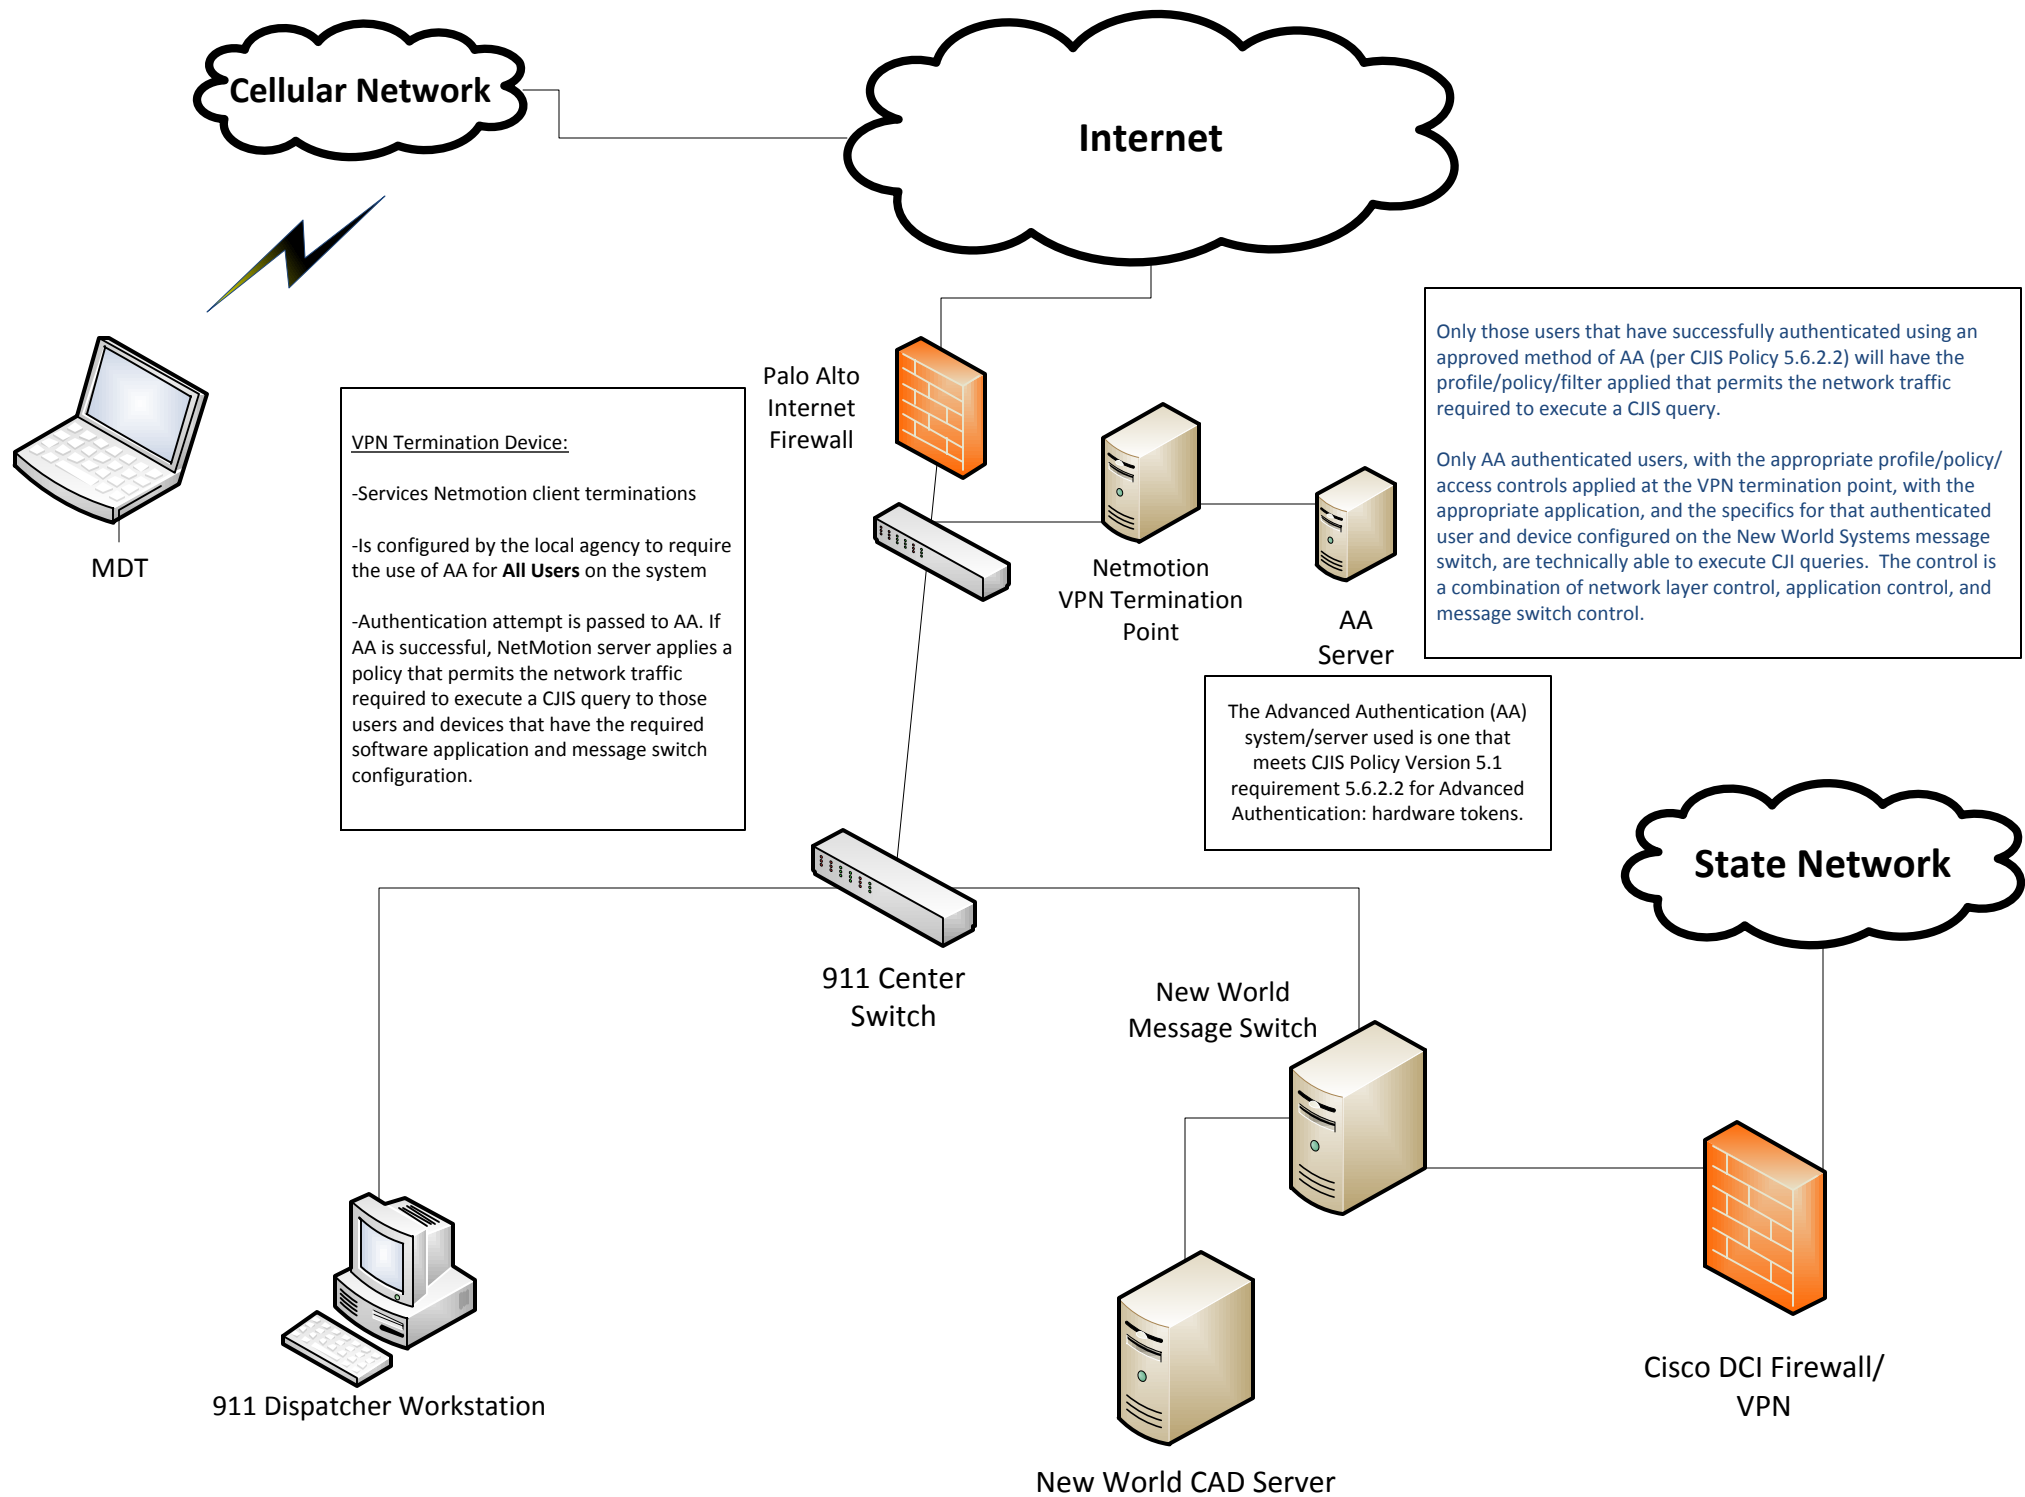 Cellular Network
Internet
Only those users that have successfully authenticated using an
approved method of AA (per CJIS Policy 5.6.2.2) will have the
profile/policy/filter applied that permits the network traffic
required to execute a CJIS query.
Only AA authenticated users, with the appropriate profile/policy/
access controls applied at the VPN termination point, with the
appropriate application, and the specifics for that authenticated
user and device configured on the New World Systems message
switch, are technically able to execute CJI queries.  The control is
a combination of network layer control, application control, and
message switch control.
Palo Alto
Internet
Firewall
VPN Termination Device:
-Services Netmotion client terminations
-Is configured by the local agency to require
the use of AA for All Users on the system
-Authentication attempt is passed to AA. If
AA is successful, NetMotion server applies a
policy that permits the network traffic
required to execute a CJIS query to those
users and devices that have the required
software application and message switch
configuration.
MDT
Netmotion
VPN Termination
Point
AA
Server
The Advanced Authentication (AA)
system/server used is one that
meets CJIS Policy Version 5.1
requirement 5.6.2.2 for Advanced
Authentication: hardware tokens.
State Network
911 Center
Switch
New World
Message Switch
911 Dispatcher Workstation
Cisco DCI Firewall/
VPN
New World CAD Server